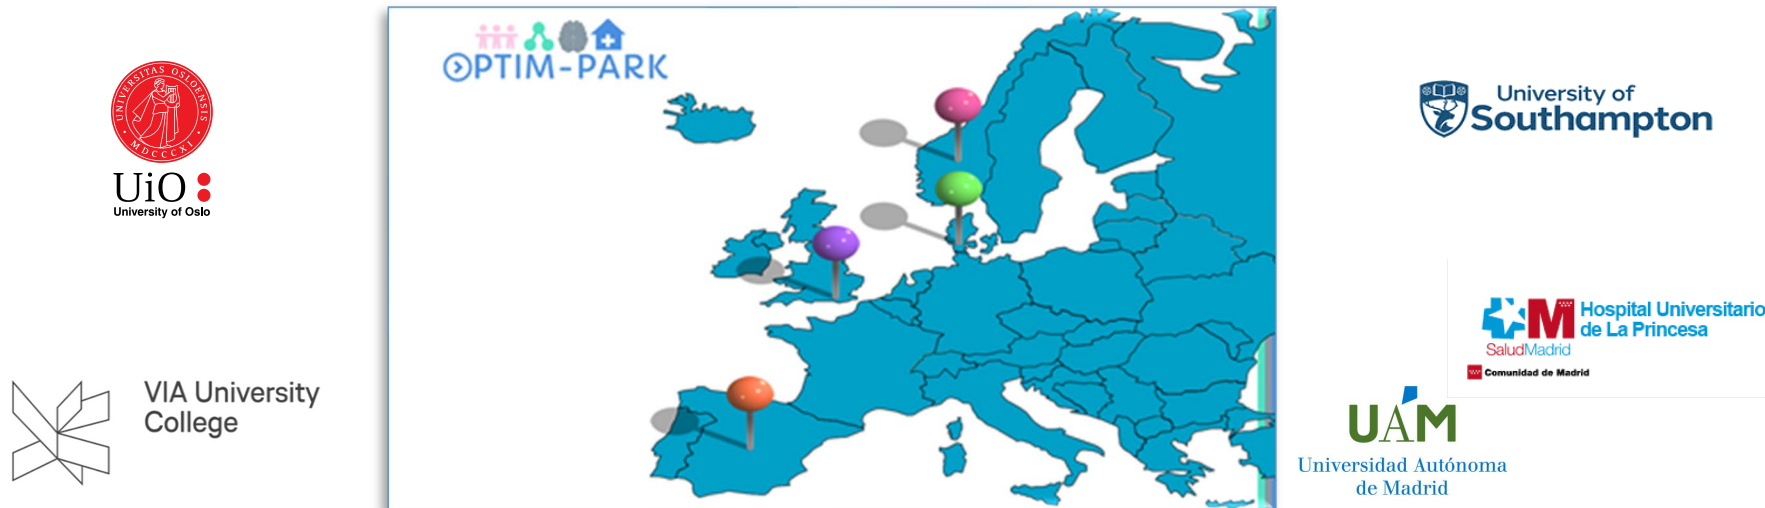 UNIVERSITAS OSLOENSIS
MDCCCXI
UiO
University of Oslo
VIA University
College
OPTIM-PARK
University of
Southampton
Hospital Universitario
de La Princesa
SaludMadrid
Comunidad de Madrid
UAM
Universidad Autónoma
de Madrid